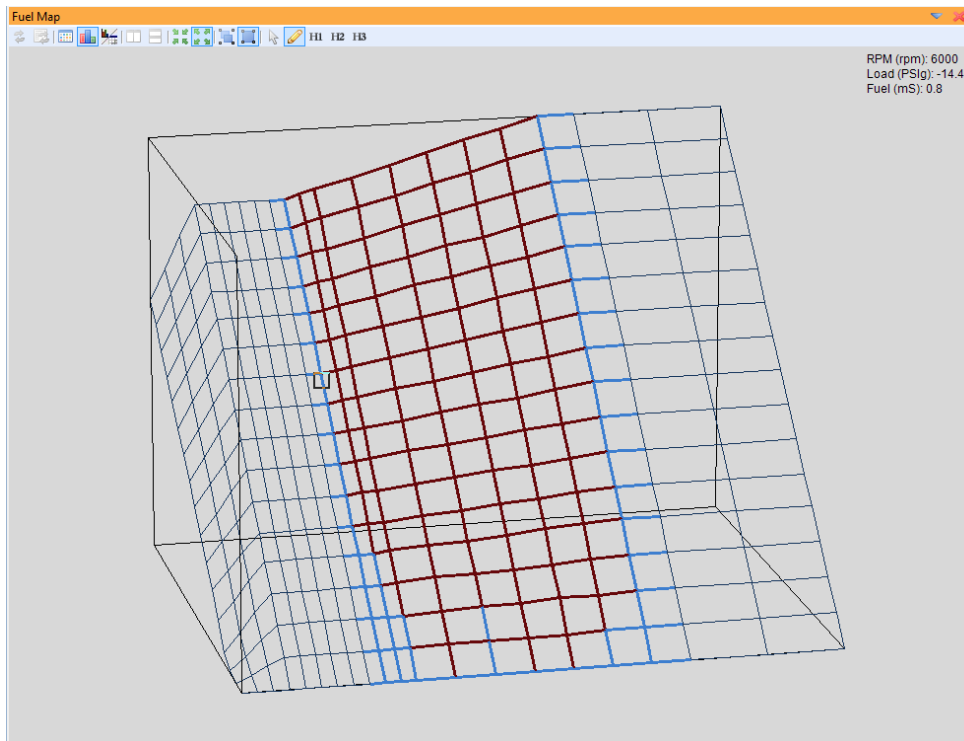 Fuel Map
H1 H2 H3
RPM (rpm): 6000
Load (PSIg): -14.4
Fuel (mS): 0.8